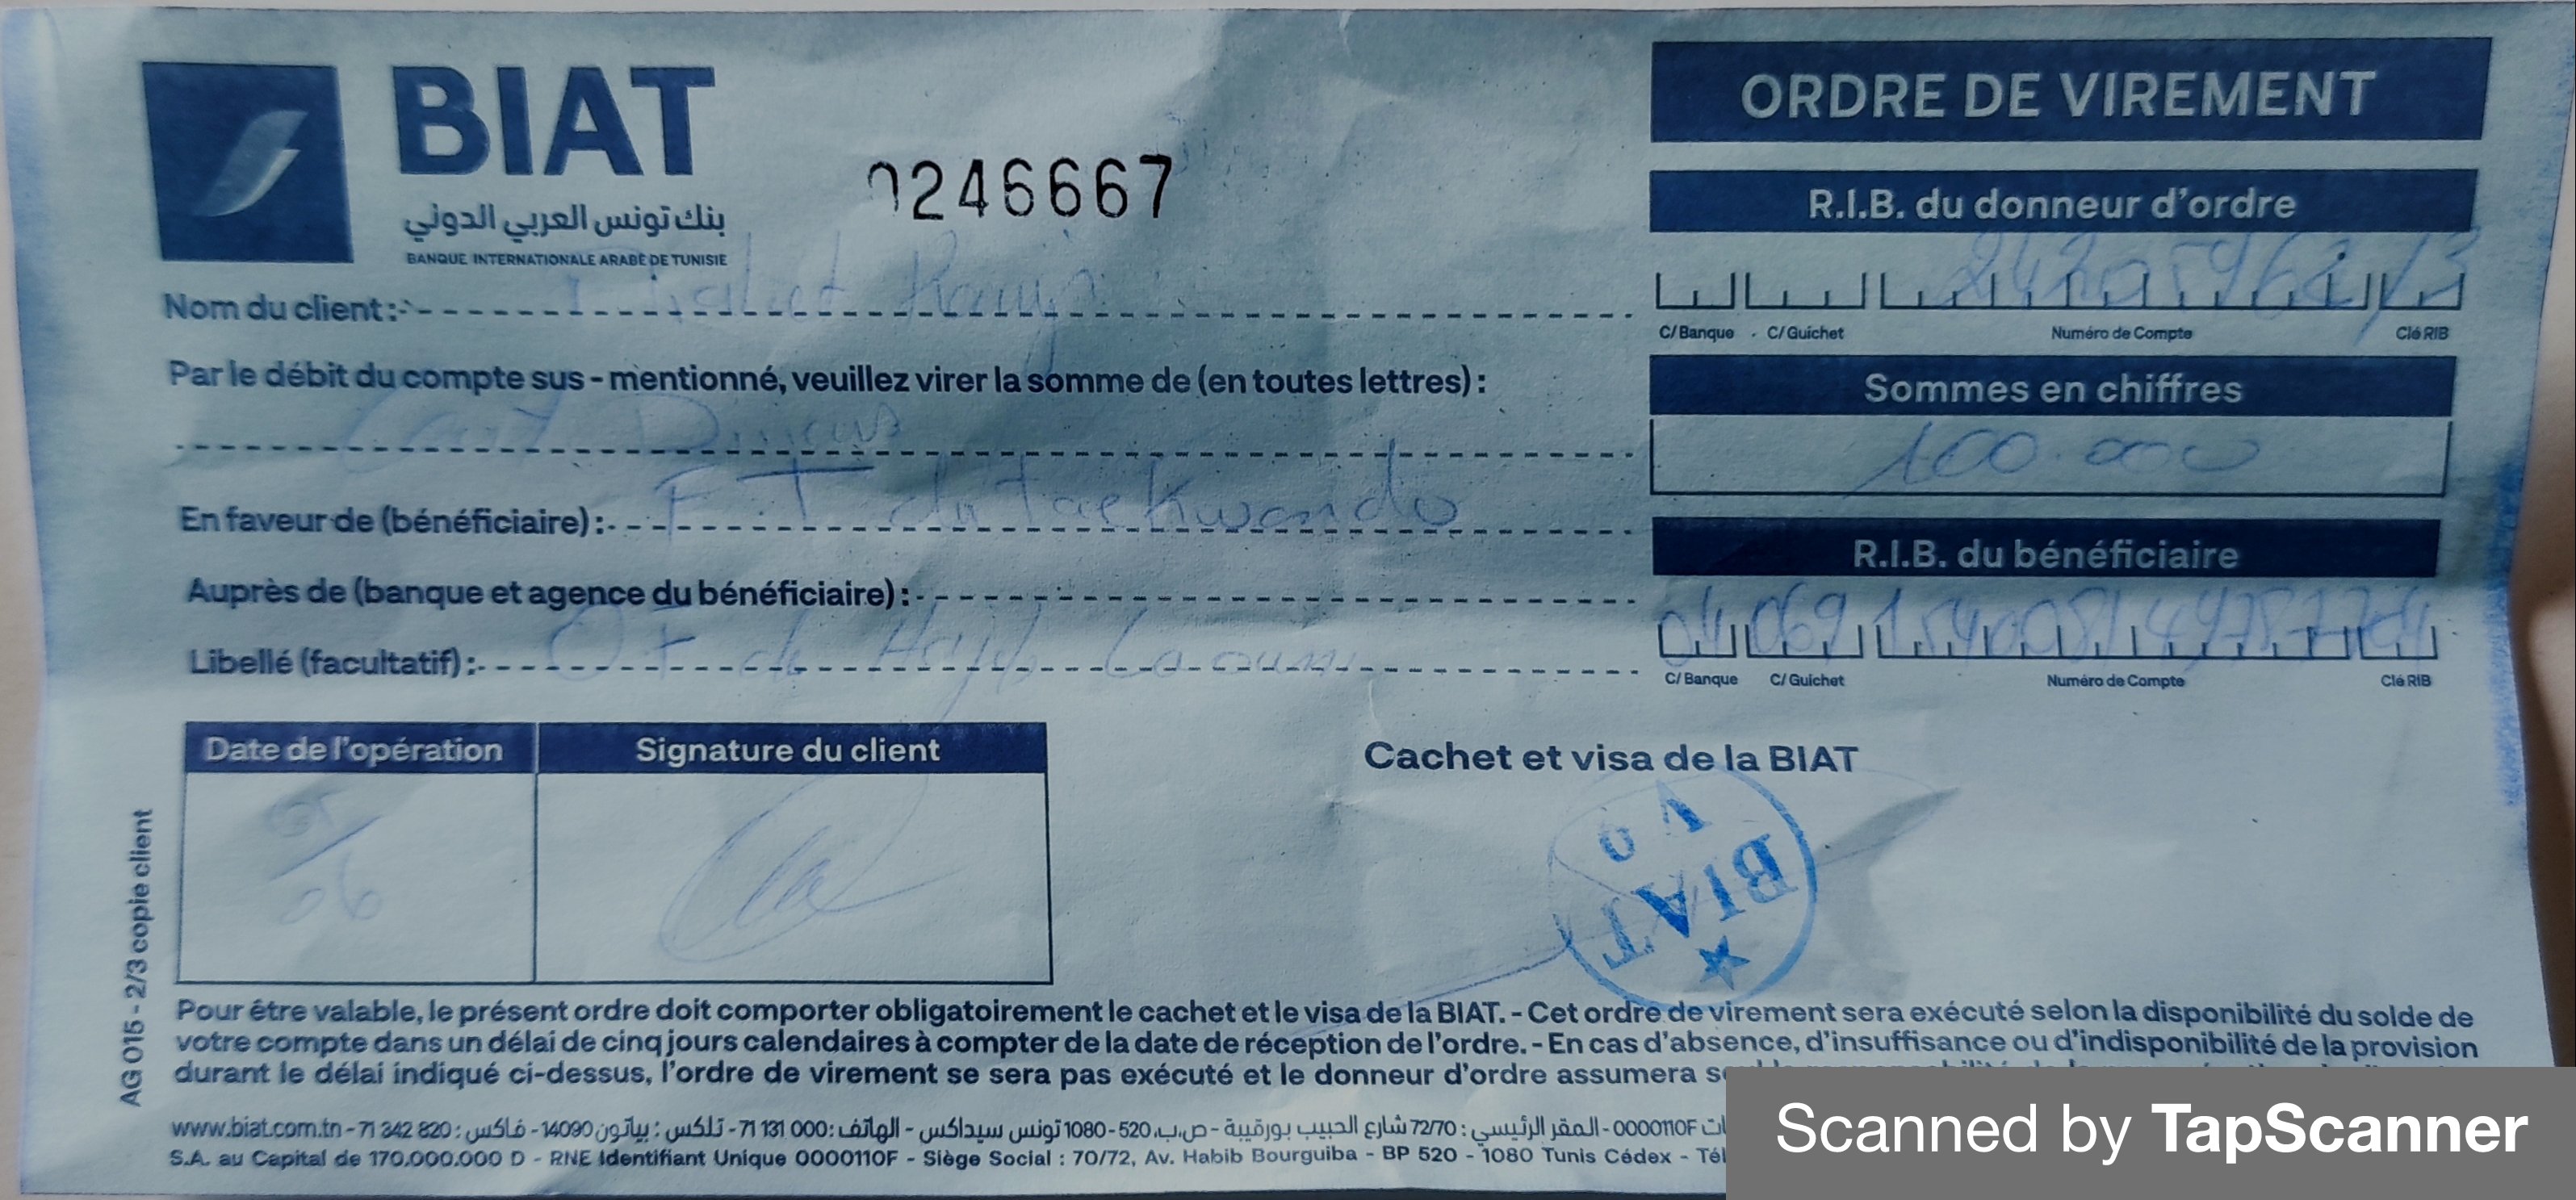 BIAT
بنك تونس العربي الدولي
BANQUE INTERNATIONALE ARABE DE TUNISIE
0246667
ORDRE DE VIREMENT
R.I.B. du donneur d'ordre
C/Banque C/Guichet Numéro de Compte Clé RIB
Nom du client :
Par le débit du compte sus - mentionné, veuillez virer la somme de (en toutes lettres) :
Cent Dinars
Sommes en chiffres
100.000
En faveur de (bénéficiaire) : F T de Taekwondo
R.I.B. du bénéficiaire
Auprès de (banque et agence du bénéficiaire) :
C/Banque C/Guichet Numéro de Compte Clé RIB
Libellé (facultatif) :
Date de l'opération
Signature du client
Cachet et visa de la BIAT
05/06
BIAT
AG 015 - 2/3 copie client
Pour être valable, le présent ordre doit comporter obligatoirement le cachet et le visa de la BIAT. - Cet ordre de virement sera exécuté selon la disponibilité du solde de
votre compte dans un délai de cinq jours calendaires à compter de la date de réception de l'ordre. - En cas d'absence, d'insuffisance ou d'indisponibilité de la provision
durant le délai indiqué ci-dessus, l'ordre de virement se sera pas exécuté et le donneur d'ordre assumera
0000110F - المقر الرئيسي : 72/70 شارع الحبيب بورقيبة - ص.ب. 520-1080 تونس سيداكس - الهاتف: 000 131 71 - تلكس : بياتون 14090 - فاكس : 820 342 71 - www.biat.com.tn
S.A. au Capital de 170.000.000 D - RNE Identifiant Unique 0000110F - Siège Social : 70/72, Av. Habib Bourguiba - BP 520 - 1080 Tunis Cédex - Tél
Scanned by TapScanner